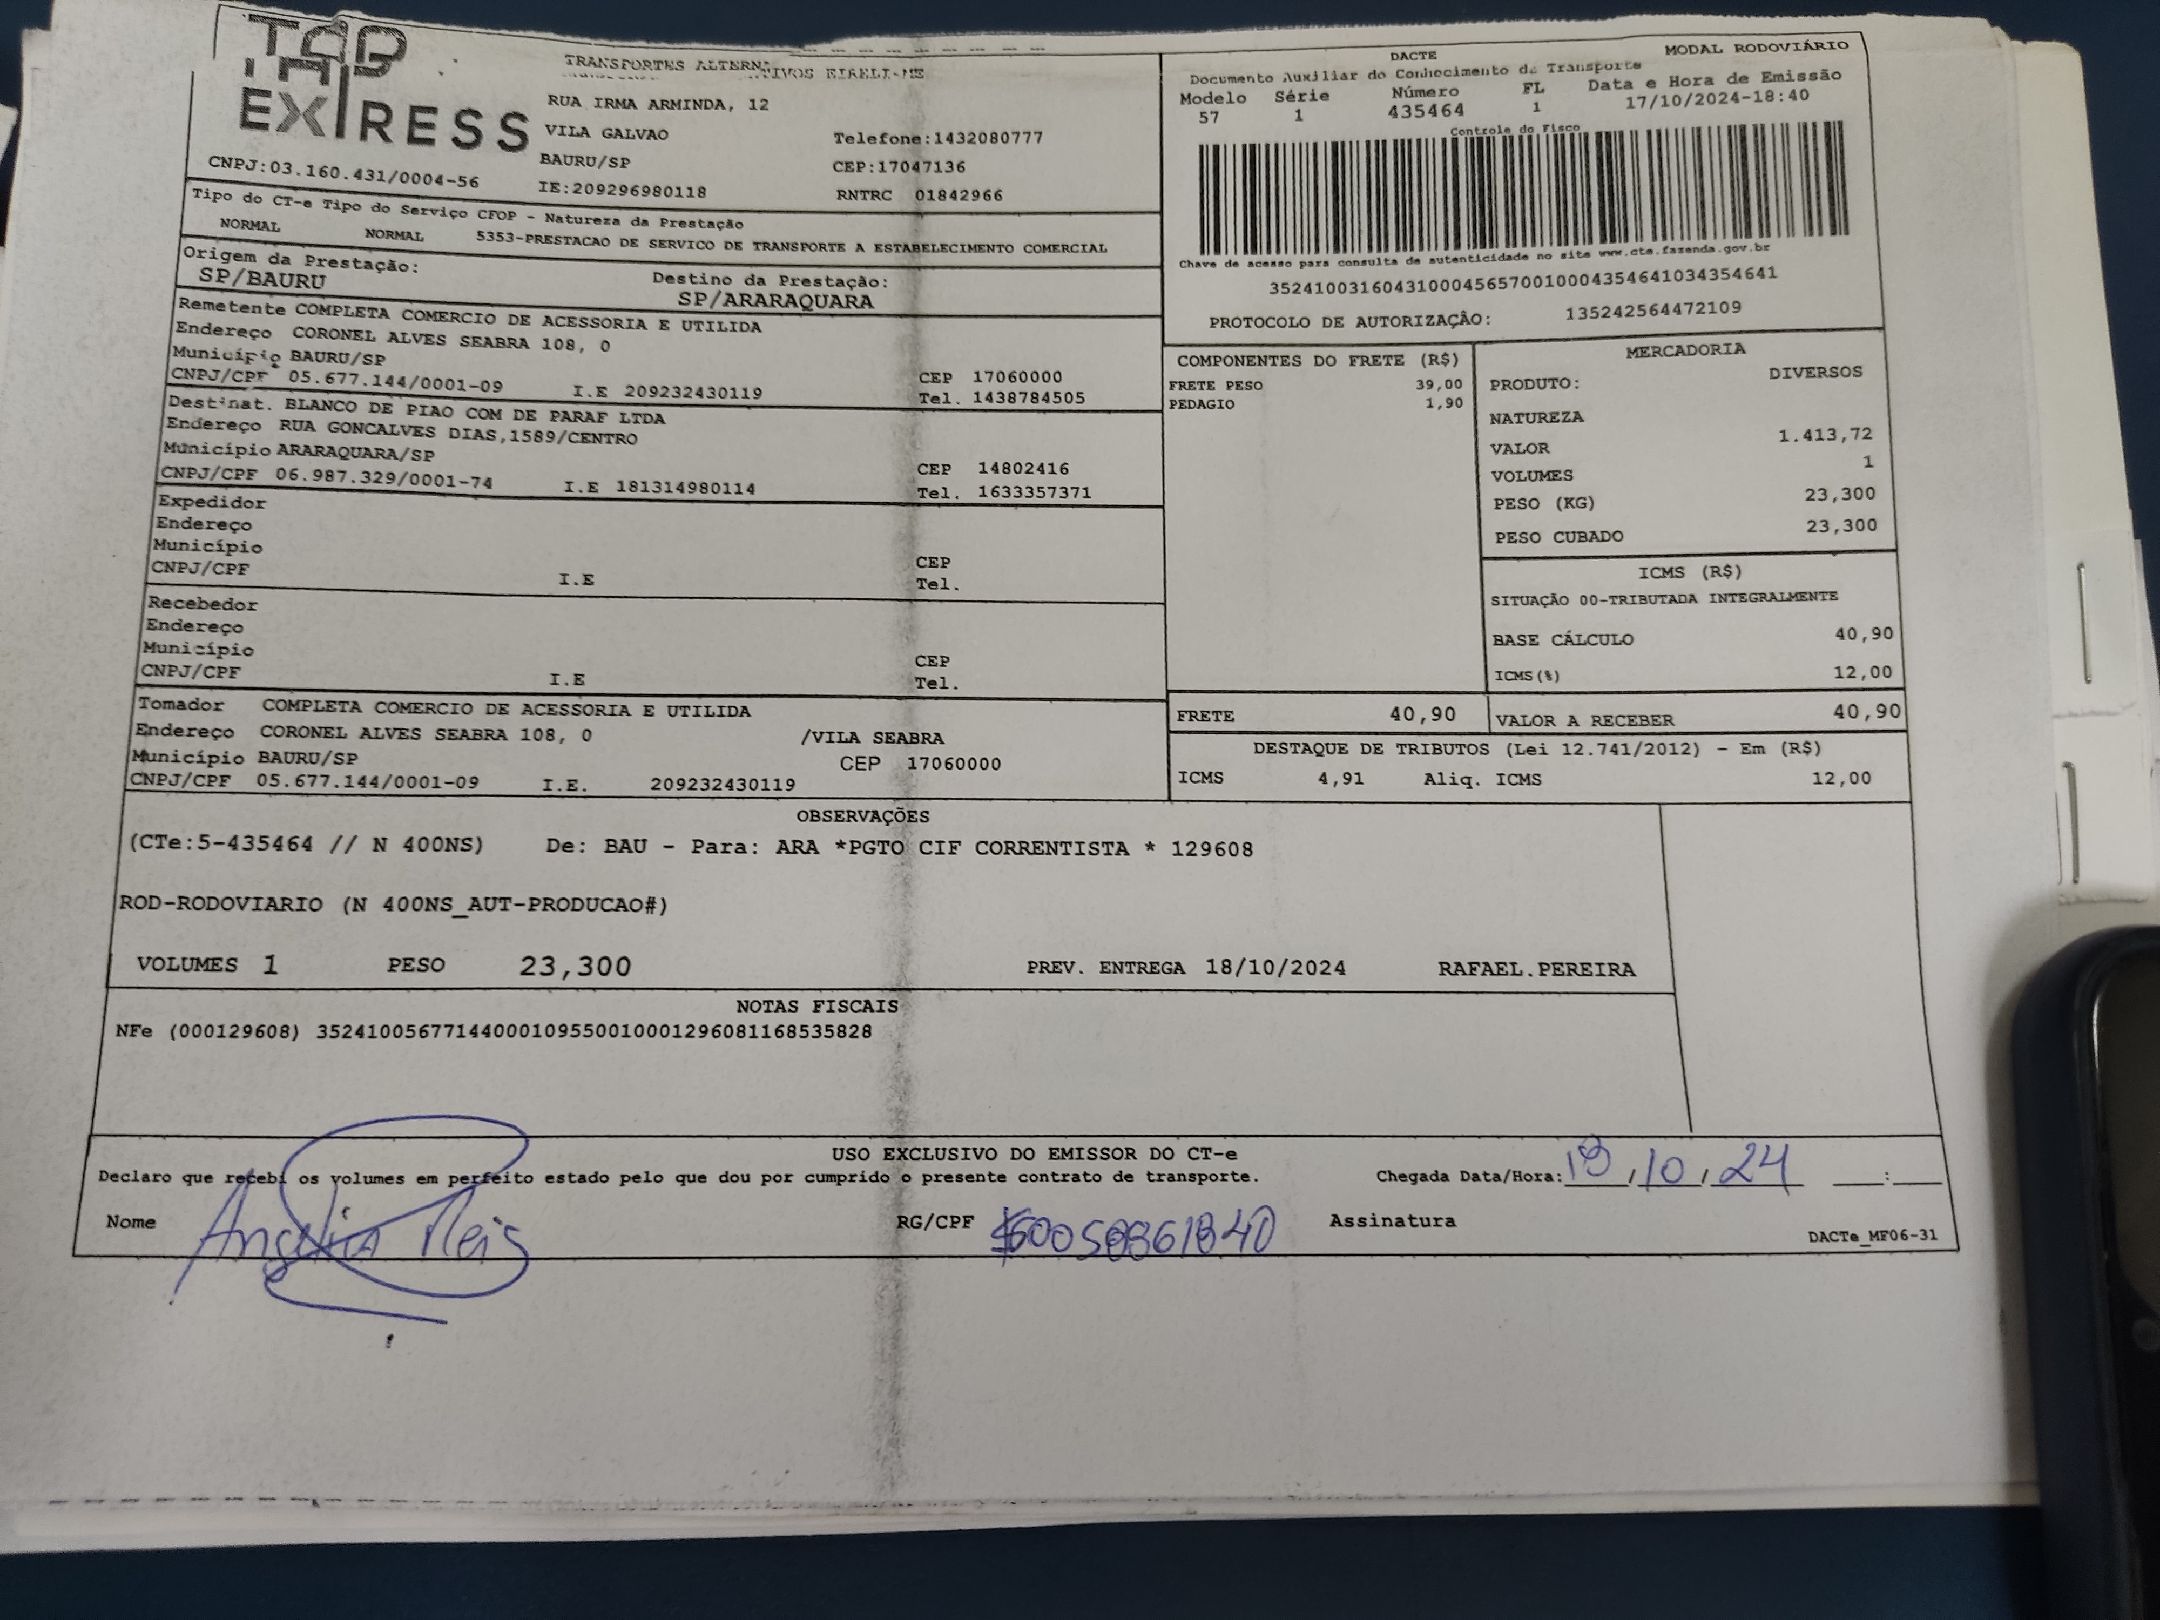 EXPRESS
TRANSPORTES ALTERNATIVOS EIRELI-ME
RUA IRMA ARMINDA, 12
VILA GALVAO
Telefone:1432080777
BAURU/SP
CEP:17047136
CNPJ:03.160.431/0004-56
IE:209296980118
RNTRC 01842966
DACTE
MODAL RODOVIÁRIO
Documento Auxiliar do Conhecimento de Transporte
Modelo Série Número FL Data e Hora de Emissão
57 1 435464 1 17/10/2024-18:40
Controle do Fisco
Chave de acesso para consulta de autenticidade no site www.cte.fazenda.gov.br
35241003160431000456570010004354641034354641
PROTOCOLO DE AUTORIZAÇÃO: 135242564472109
Tipo do CT-e Tipo do Serviço CFOP - Natureza da Prestação
NORMAL NORMAL 5353-PRESTACAO DE SERVICO DE TRANSPORTE A ESTABELECIMENTO COMERCIAL
Origem da Prestação: Destino da Prestação:
SP/BAURU SP/ARARAQUARA
Remetente COMPLETA COMERCIO DE ACESSORIA E UTILIDA
Endereço CORONEL ALVES SEABRA 108, 0
Município BAURU/SP CEP 17060000
CNPJ/CPF 05.677.144/0001-09 I.E 209232430119 Tel. 1438784505
Destinat. BLANCO DE PIAO COM DE PARAF LTDA
Endereço RUA GONCALVES DIAS,1589/CENTRO
Município ARARAQUARA/SP CEP 14802416
CNPJ/CPF 06.987.329/0001-74 I.E 181314980114 Tel. 1633357371
Expedidor
Endereço
Município CEP
CNPJ/CPF I.E Tel.
Recebedor
Endereço
Município CEP
CNPJ/CPF I.E Tel.
Tomador COMPLETA COMERCIO DE ACESSORIA E UTILIDA
Endereço CORONEL ALVES SEABRA 108, 0 /VILA SEABRA
Município BAURU/SP CEP 17060000
CNPJ/CPF 05.677.144/0001-09 I.E. 209232430119
COMPONENTES DO FRETE (R$)
FRETE PESO 39,00
PEDAGIO 1,90
MERCADORIA
PRODUTO: DIVERSOS
NATUREZA
VALOR 1.413,72
VOLUMES 1
PESO (KG) 23,300
PESO CUBADO 23,300
ICMS (R$)
SITUAÇÃO 00-TRIBUTADA INTEGRALMENTE
BASE CÁLCULO 40,90
ICMS(%) 12,00
FRETE 40,90 VALOR A RECEBER 40,90
DESTAQUE DE TRIBUTOS (Lei 12.741/2012) - Em (R$)
ICMS 4,91 Aliq. ICMS 12,00
OBSERVAÇÕES
(CTe:5-435464 // N 400NS) De: BAU - Para: ARA *PGTO CIF CORRENTISTA * 129608
ROD-RODOVIARIO (N 400NS_AUT-PRODUCAO#)
VOLUMES 1 PESO 23,300 PREV. ENTREGA 18/10/2024 RAFAEL.PEREIRA
NOTAS FISCAIS
NFe (000129608) 35241005677144000109550010001296081168535828
USO EXCLUSIVO DO EMISSOR DO CT-e
Declaro que recebi os volumes em perfeito estado pelo que dou por cumprido o presente contrato de transporte. Chegada Data/Hora: , 10 , 24 :
Nome Reis RG/CPF Assinatura
DACTe_MF06-31